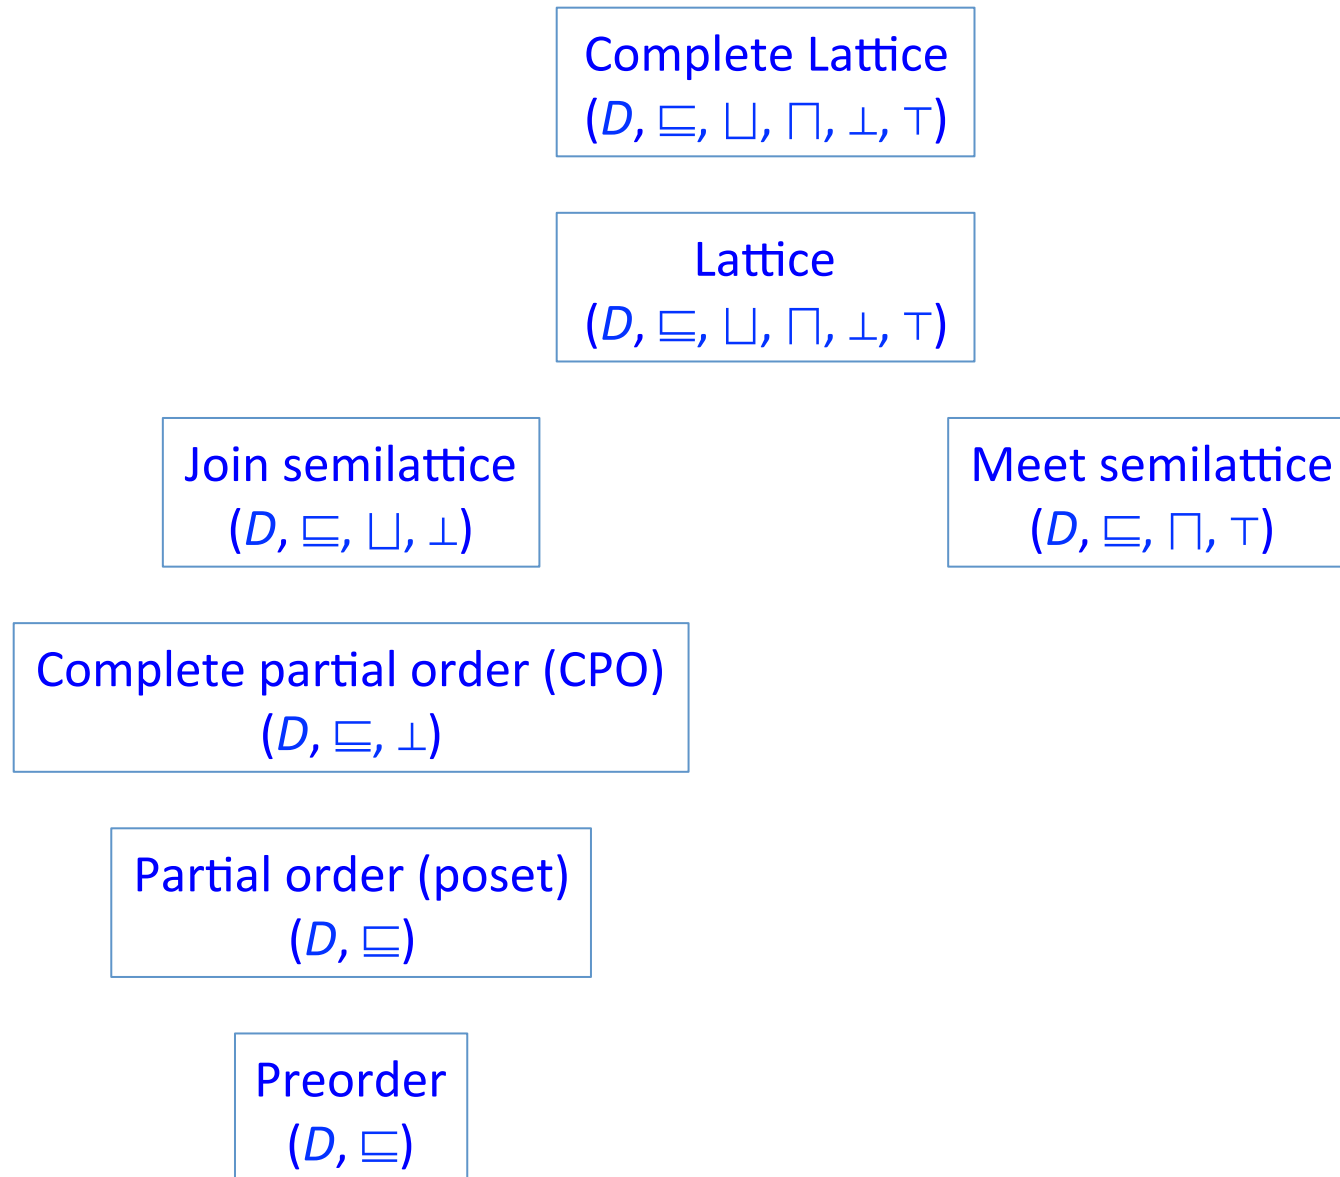 Complete Lattice
(D, ⊑, ⊔, ⊓, ⊥, ⊤)
Lattice
(D, ⊑, ⊔, ⊓, ⊥, ⊤)
Join semilattice
(D, ⊑, ⊔, ⊥)
Meet semilattice
(D, ⊑, ⊓, ⊤)
Complete partial order (CPO)
(D, ⊑, ⊥)
Partial order (poset)
(D, ⊑)
Preorder
(D, ⊑)